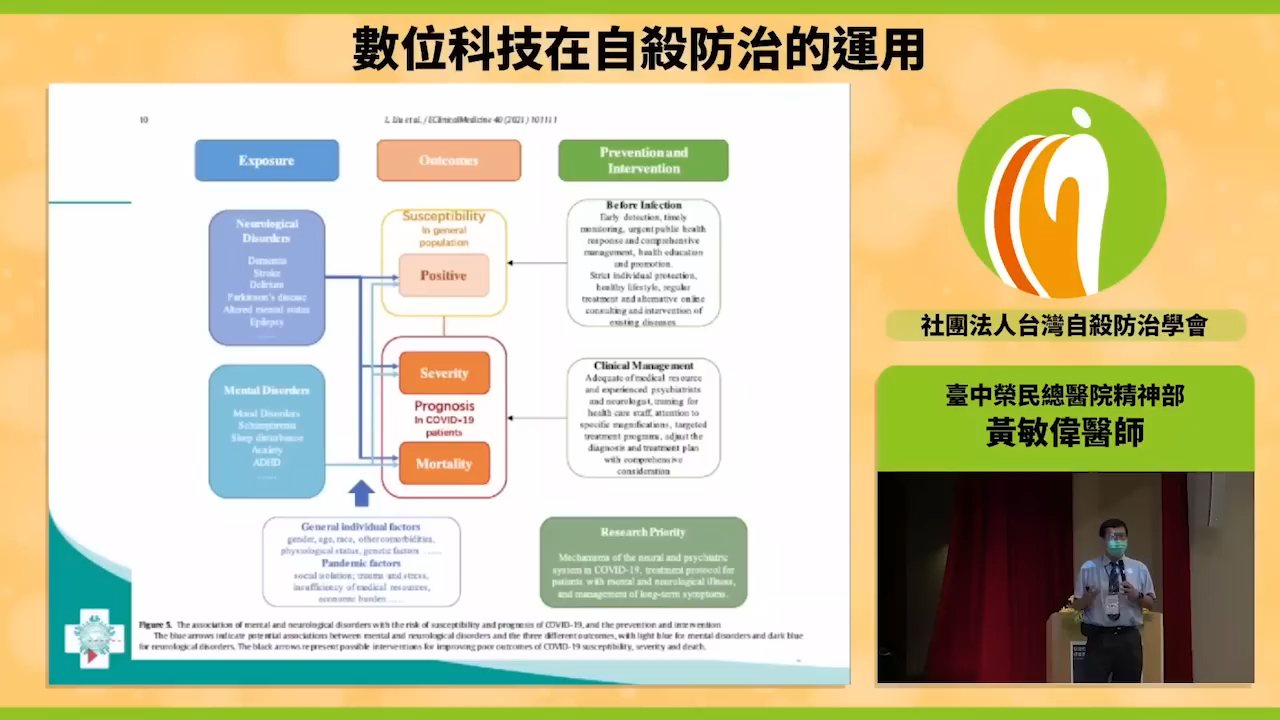 數位科技在自殺防治的運用
10
L. Liu et al. / EClinicalMedicine 40 (2021) 101111
Exposure
Outcomes
Prevention and
Intervention
Neurological
Disorders
Dementia
Stroke
Delirium
Parkinson's disease
Altered mental status
Epilepsy
......
Mental Disorders
Mood Disorders
Schizophrenia
Sleep disturbance
Anxiety
ADHD
......
Susceptibility
In general
population
Positive
Severity
Prognosis
In COVID-19
patients
Mortality
Before Infection
Early detection, timely
monitoring, urgent public health
response and comprehensive
management, health education
and promotion.
Strict individual protection,
healthy lifestyle, regular
treatment and alternative online
consulting and intervention of
existing diseases.
Clinical Management
Adequate of medical resource
and experienced psychiatrists
and neurologist, training for
health care staff, attention to
specific magnifications, targeted
treatment programs, adjust the
diagnosis and treatment plan
with comprehensive
consideration
General individual factors
gender, age, race, other comorbidities,
physiological status, genetic factors ......
Pandemic factors
social isolation; trauma and stress,
insufficiency of medical resources,
economic burden ......
Research Priority
Mechanisms of the neural and psychiatric
system in COVID-19, treatment protocol for
patients with mental and neurological illness,
and management of long-term symptoms.
Figure 5. The association of mental and neurological disorders with the risk of susceptibility and prognosis of COVID-19, and the prevention and intervention
The blue arrows indicate potential associations between mental and neurological disorders and the three different outcomes, with light blue for mental disorders and dark blue
for neurological disorders. The black arrows represent possible interventions for improving poor outcomes of COVID-19 susceptibility, severity and death.
社團法人台灣自殺防治學會
臺中榮民總醫院精神部
黃敏偉醫師